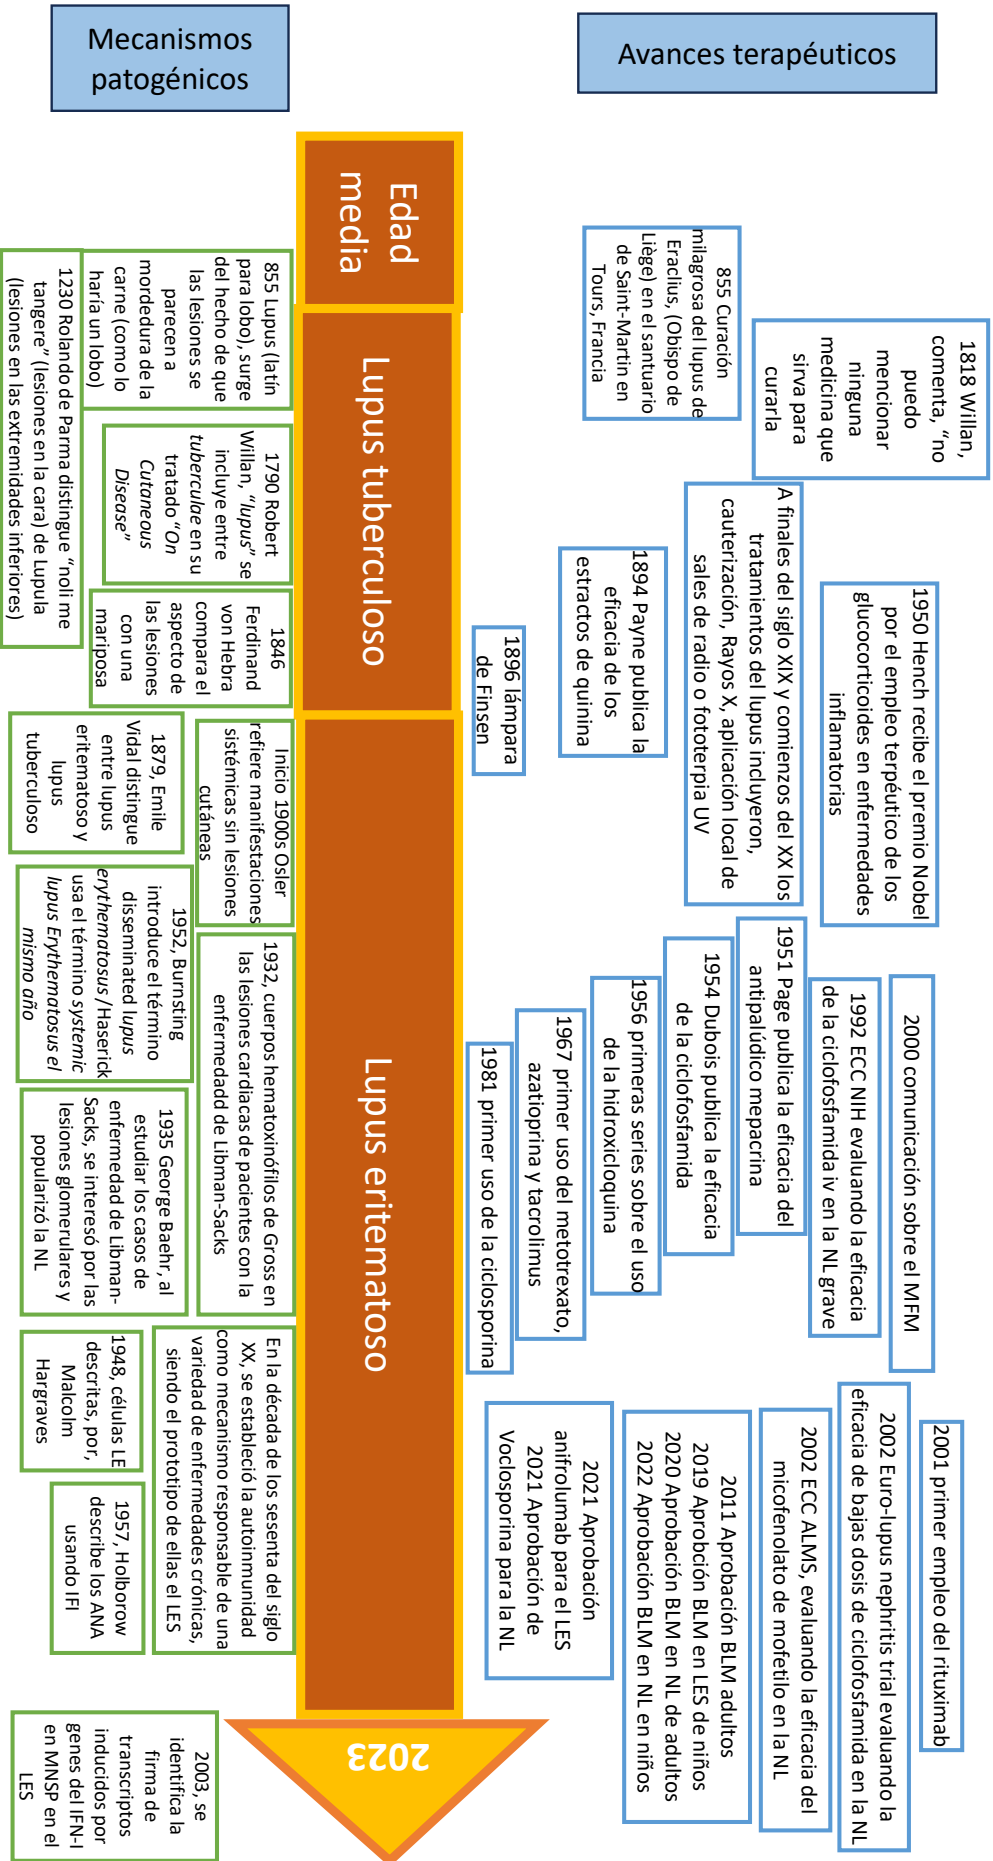 Mecanismos
patogénicos
Avances terapéuticos
Edad
media
Lupus tuberculoso
Lupus eritematoso
2023
855 Curación
milagrosa del lupus de
Eraclius, (Obispo de
Liège) en el santuario
de Saint-Martin en
Tours, Francia
1818 Willan,
comenta, “no
puedo
mencionar
ninguna
medicina que
sirva para
curarla
A finales del siglo XIX y comienzos del XX los
tratamientos del lupus incluyeron,
cauterización, Rayos X, aplicación local de
sales de radio o fototerpia UV
1894 Payne publica la
eficacia de los
estractos de quinina
1896 lámpara
de Finsen
1950 Hench recibe el premio Nobel
por el empleo terpéutico de los
glucocorticoides en enfermedades
inflamatorias
1951 Page publica la eficacia del
antipalúdico mepacrina
1954 Dubois publica la eficacia
de la ciclofosfamida
1956 primeras series sobre el uso
de la hidroxicloquina
1967 primer uso del metotrexato,
azatioprina y tacrolimus
1981 primer uso de la ciclosporina
1992 ECC NIH evaluando la eficacia
de la ciclofosfamida iv en la NL grave
2000 comunicación sobre el MFM
2001 primer empleo del rituximab
2002 Euro-lupus nephritis trial evaluando la
eficacia de bajas dosis de ciclofosfamida en la NL
2002 ECC ALMS, evaluando la eficacia del
micofenolato de mofetilo en la NL
2011 Aprobación BLM adultos
2019 Aprobción BLM en LES de niños
2020 Aprobación BLM en NL de adultos
2022 Aprobación BLM en NL en niños
2021 Aprobación
anifrolumab para el LES
2021 Aprobación de
Voclosporina para la NL
855 Lupus (latín
para lobo), surge
del hecho de que
las lesiones se
parecen a
mordedura de la
carne (como lo
haría un lobo)
1230 Rolando de Parma distingue “noli me
tangere” (lesiones en la cara) de Lupula
(lesiones en las extremidades inferiores)
1790 Robert
Willan, “lupus” se
incluye entre
tuberculae en su
tratado “On
Cutaneous
Disease”
1846
Ferdinand
von Hebra
compara el
aspecto de
las lesiones
con una
mariposa
1879, Emile
Vidal distingue
entre lupus
eritematoso y
lupus
tuberculoso
Inicio 1900s Osler
refiere manifestaciones
sistémicas sin lesiones
cutáneas
1932, cuerpos hematoxinófilos de Gross en
las lesiones cardiacas de pacientes con la
enfermedadd de Libman-Sacks
1952, Burnsting
introduce el término
disseminated lupus
erythematosus /Haserick
usa el término systemic
lupus Erythematosus el
mismo año
1935 George Baehr, al
estudiar los casos de
enfermedad de Libman-
Sacks, se interesó por las
lesiones glomerulares y
popularizó la NL
En la década de los sesenta del siglo
XX, se estableció la autoinmunidad
como mecanismo responsable de una
variedad de enfermedades crónicas,
siendo el prototipo de ellas el LES
1948, células LE
descritas, por,
Malcolm
Hargraves
1957, Holborow
describe los ANA
usando IFI
2003, se
identifica la
firma de
transcriptos
inducidos por
genes del IFN-I
en MNSP en el
LES